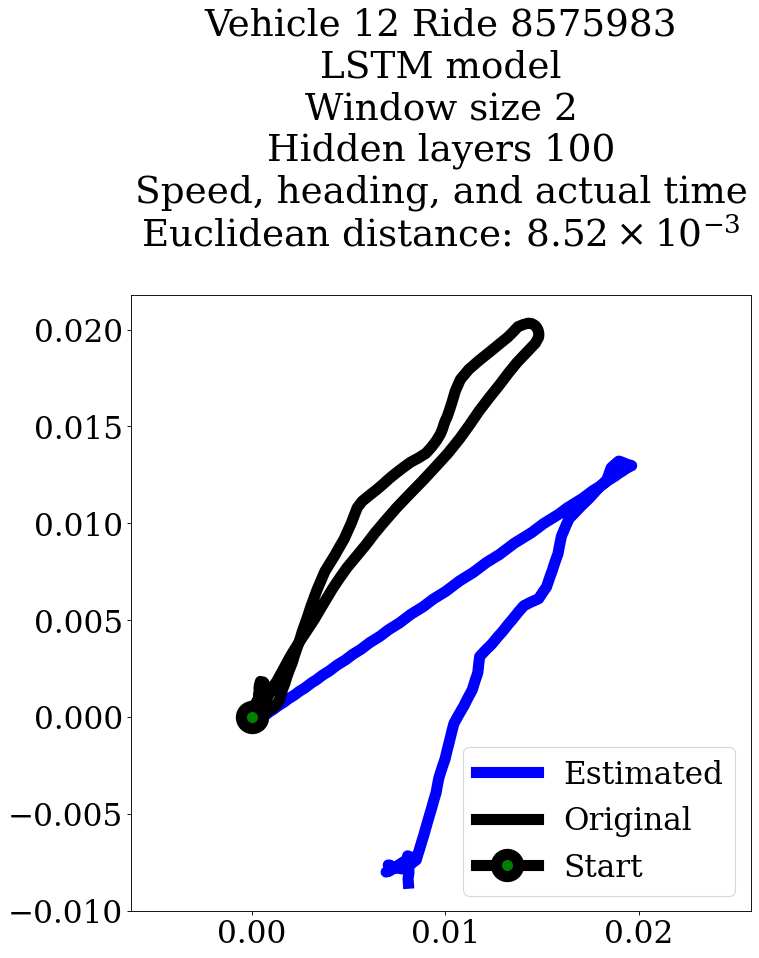 Vehicle 12 Ride 8575983
LSTM model
Window size 2
Hidden layers 100
Speed, heading, and actual time
Euclidean distance: 8.52 × 10⁻³
0.020
0.015
0.010
0.005
0.000
−0.005
−0.010
0.00 0.01 0.02
Estimated
Original
Start